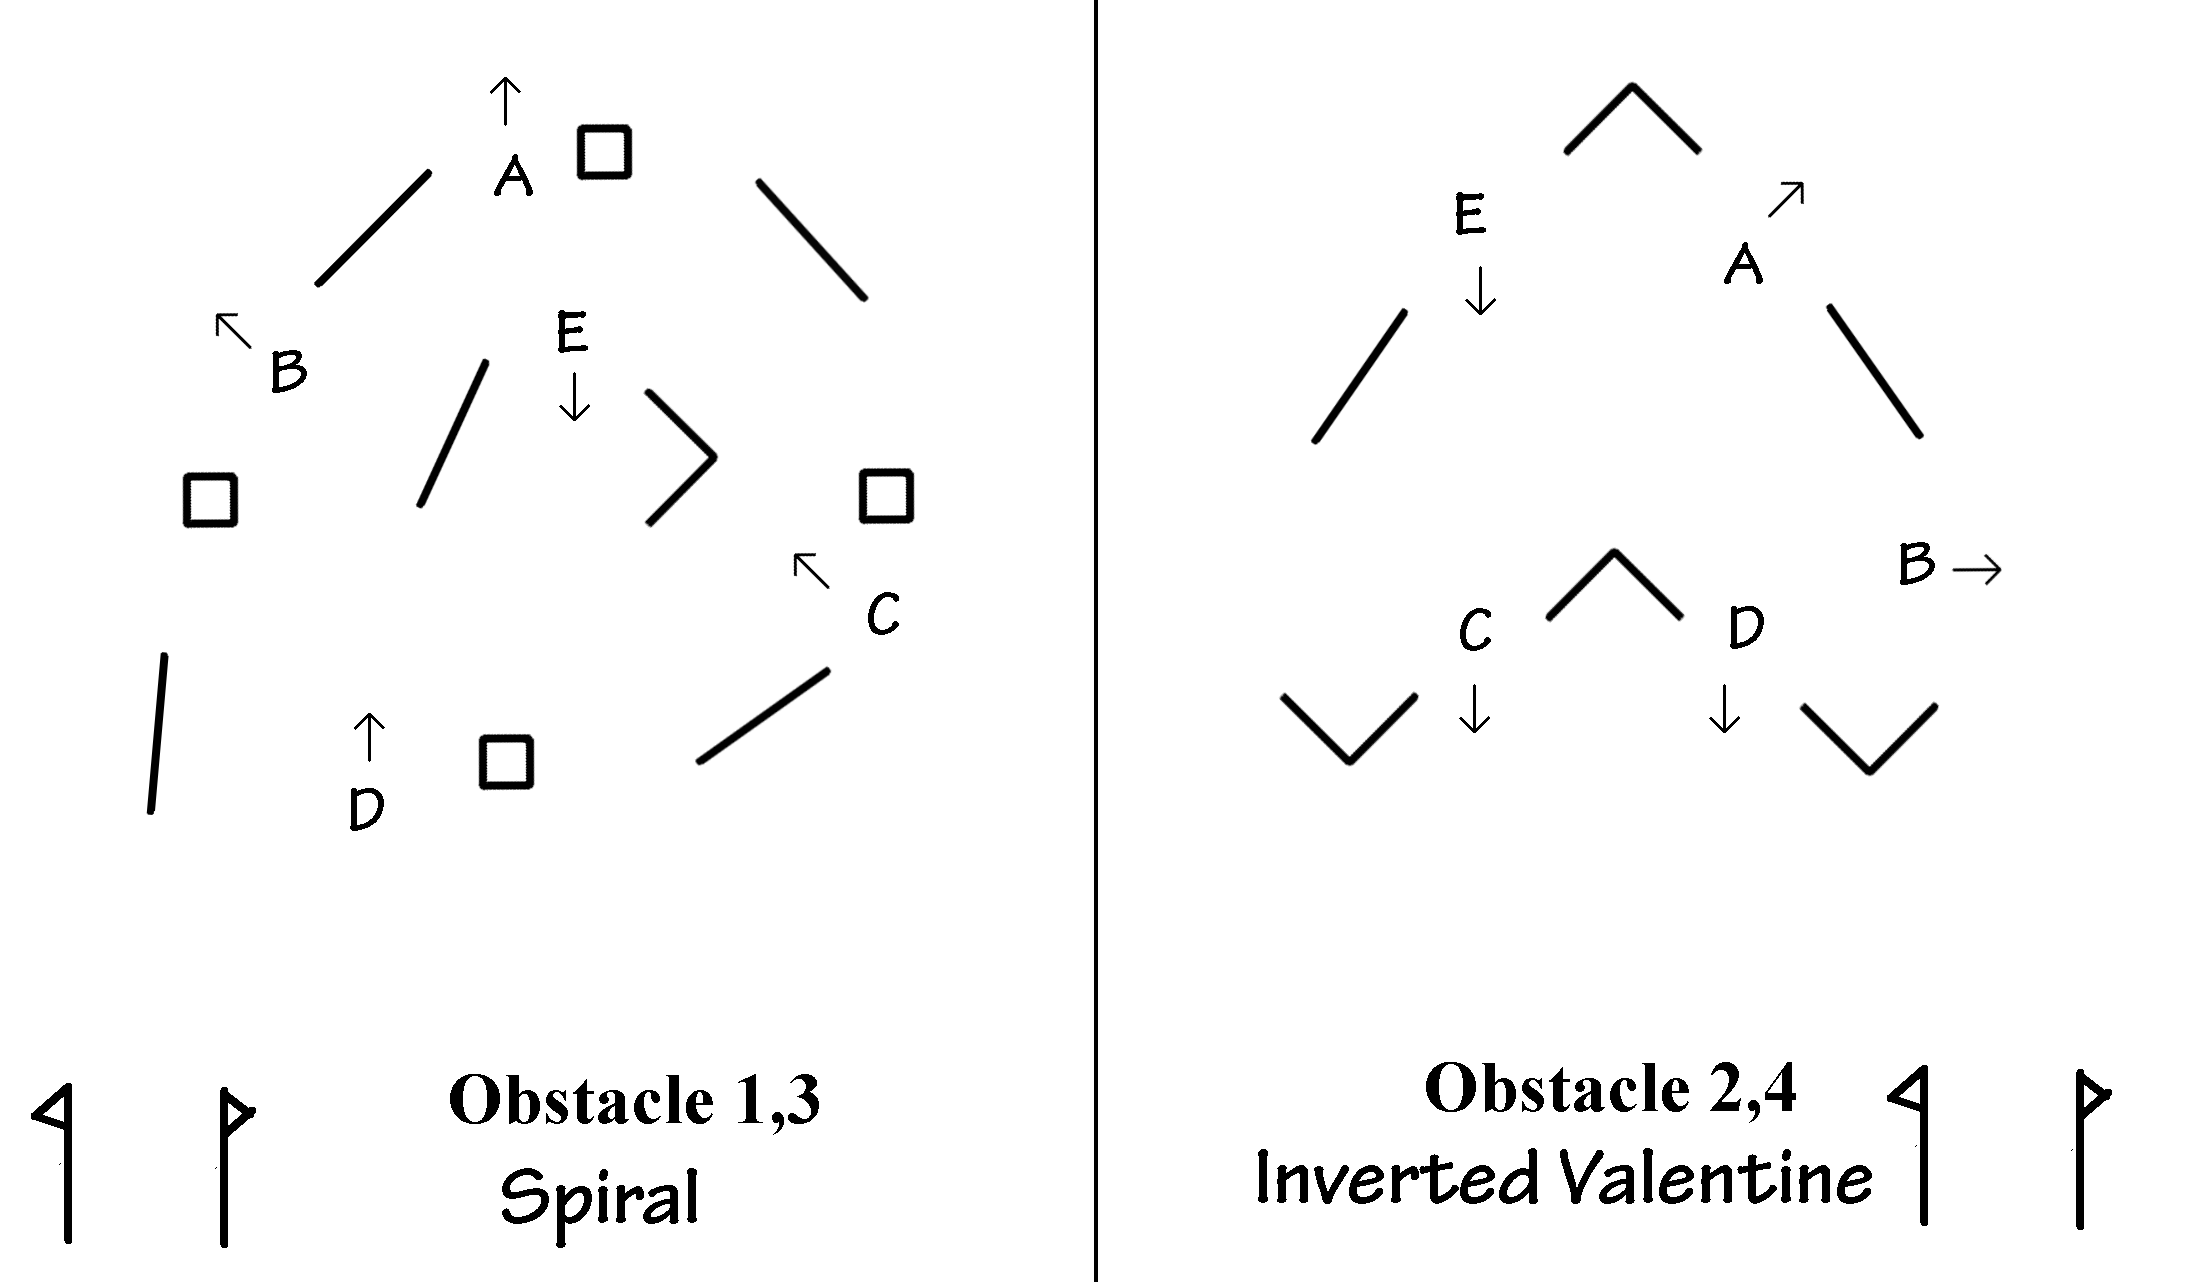 A
B
E
C
D
Obstacle 1,3
Spiral
E
A
B
C
D
Obstacle 2,4
Inverted Valentine